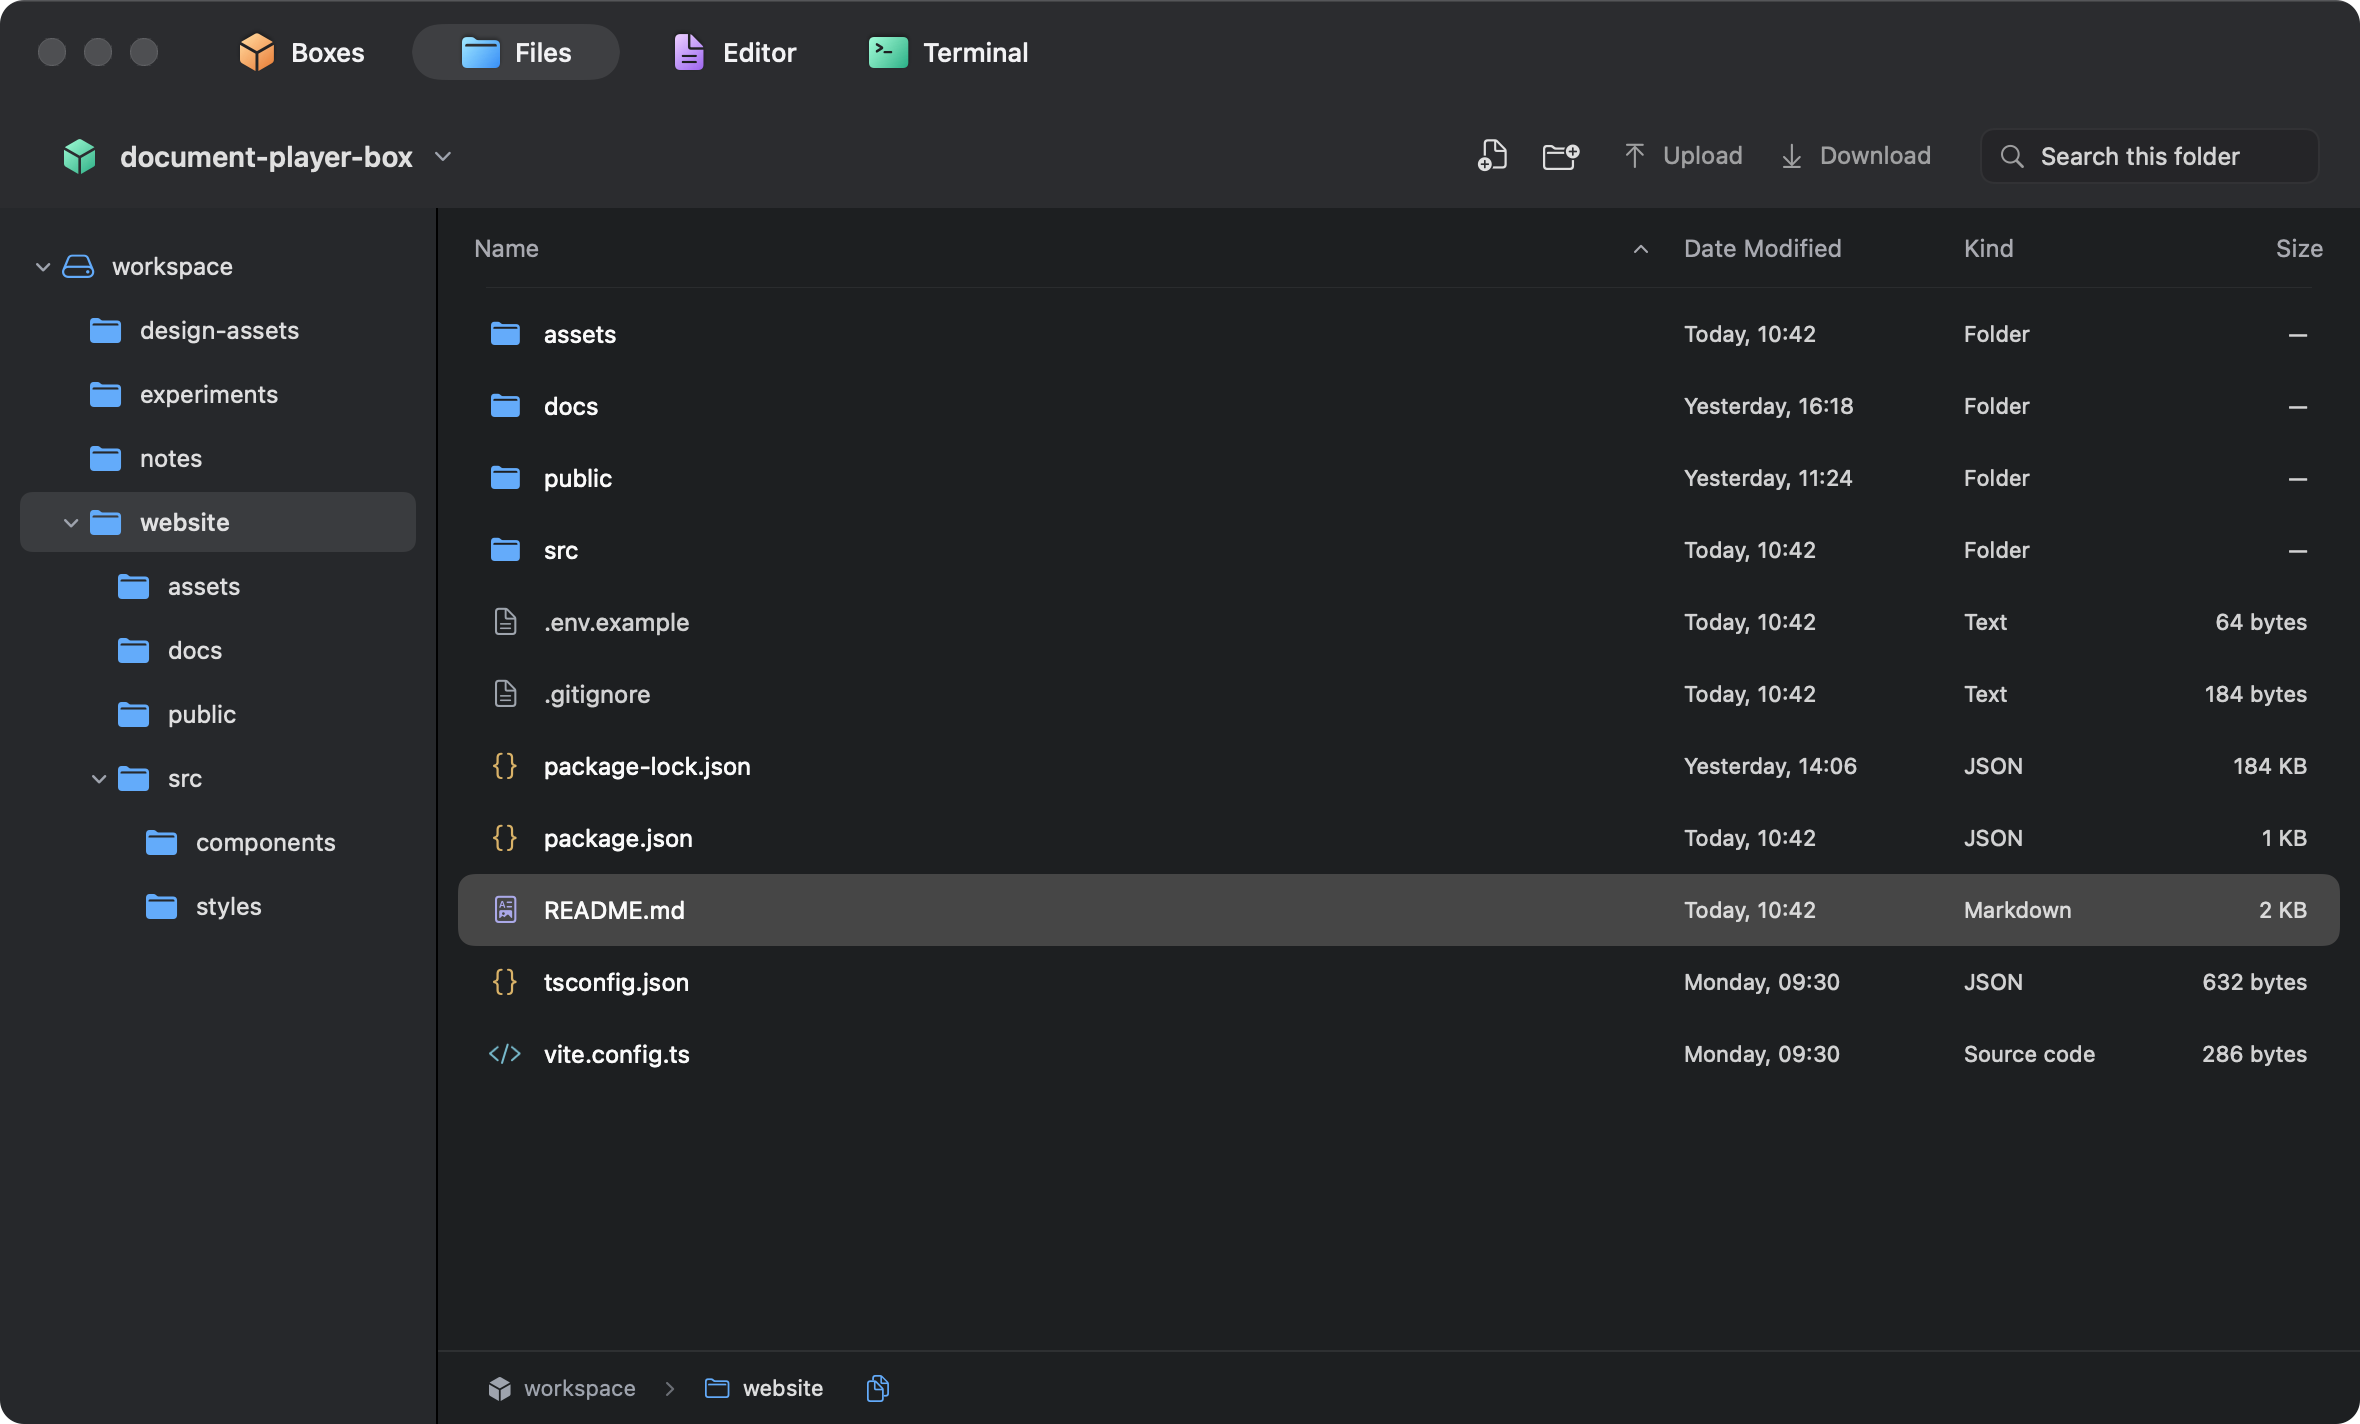 Boxes Files Editor Terminal
document-player-box Upload Download Search this folder
workspace
design-assets
experiments
notes
website
assets
docs
public
src
components
styles
Name Date Modified Kind Size
assets Today, 10:42 Folder —
docs Yesterday, 16:18 Folder —
public Yesterday, 11:24 Folder —
src Today, 10:42 Folder —
.env.example Today, 10:42 Text 64 bytes
.gitignore Today, 10:42 Text 184 bytes
package-lock.json Yesterday, 14:06 JSON 184 KB
package.json Today, 10:42 JSON 1 KB
README.md Today, 10:42 Markdown 2 KB
tsconfig.json Monday, 09:30 JSON 632 bytes
vite.config.ts Monday, 09:30 Source code 286 bytes
workspace website